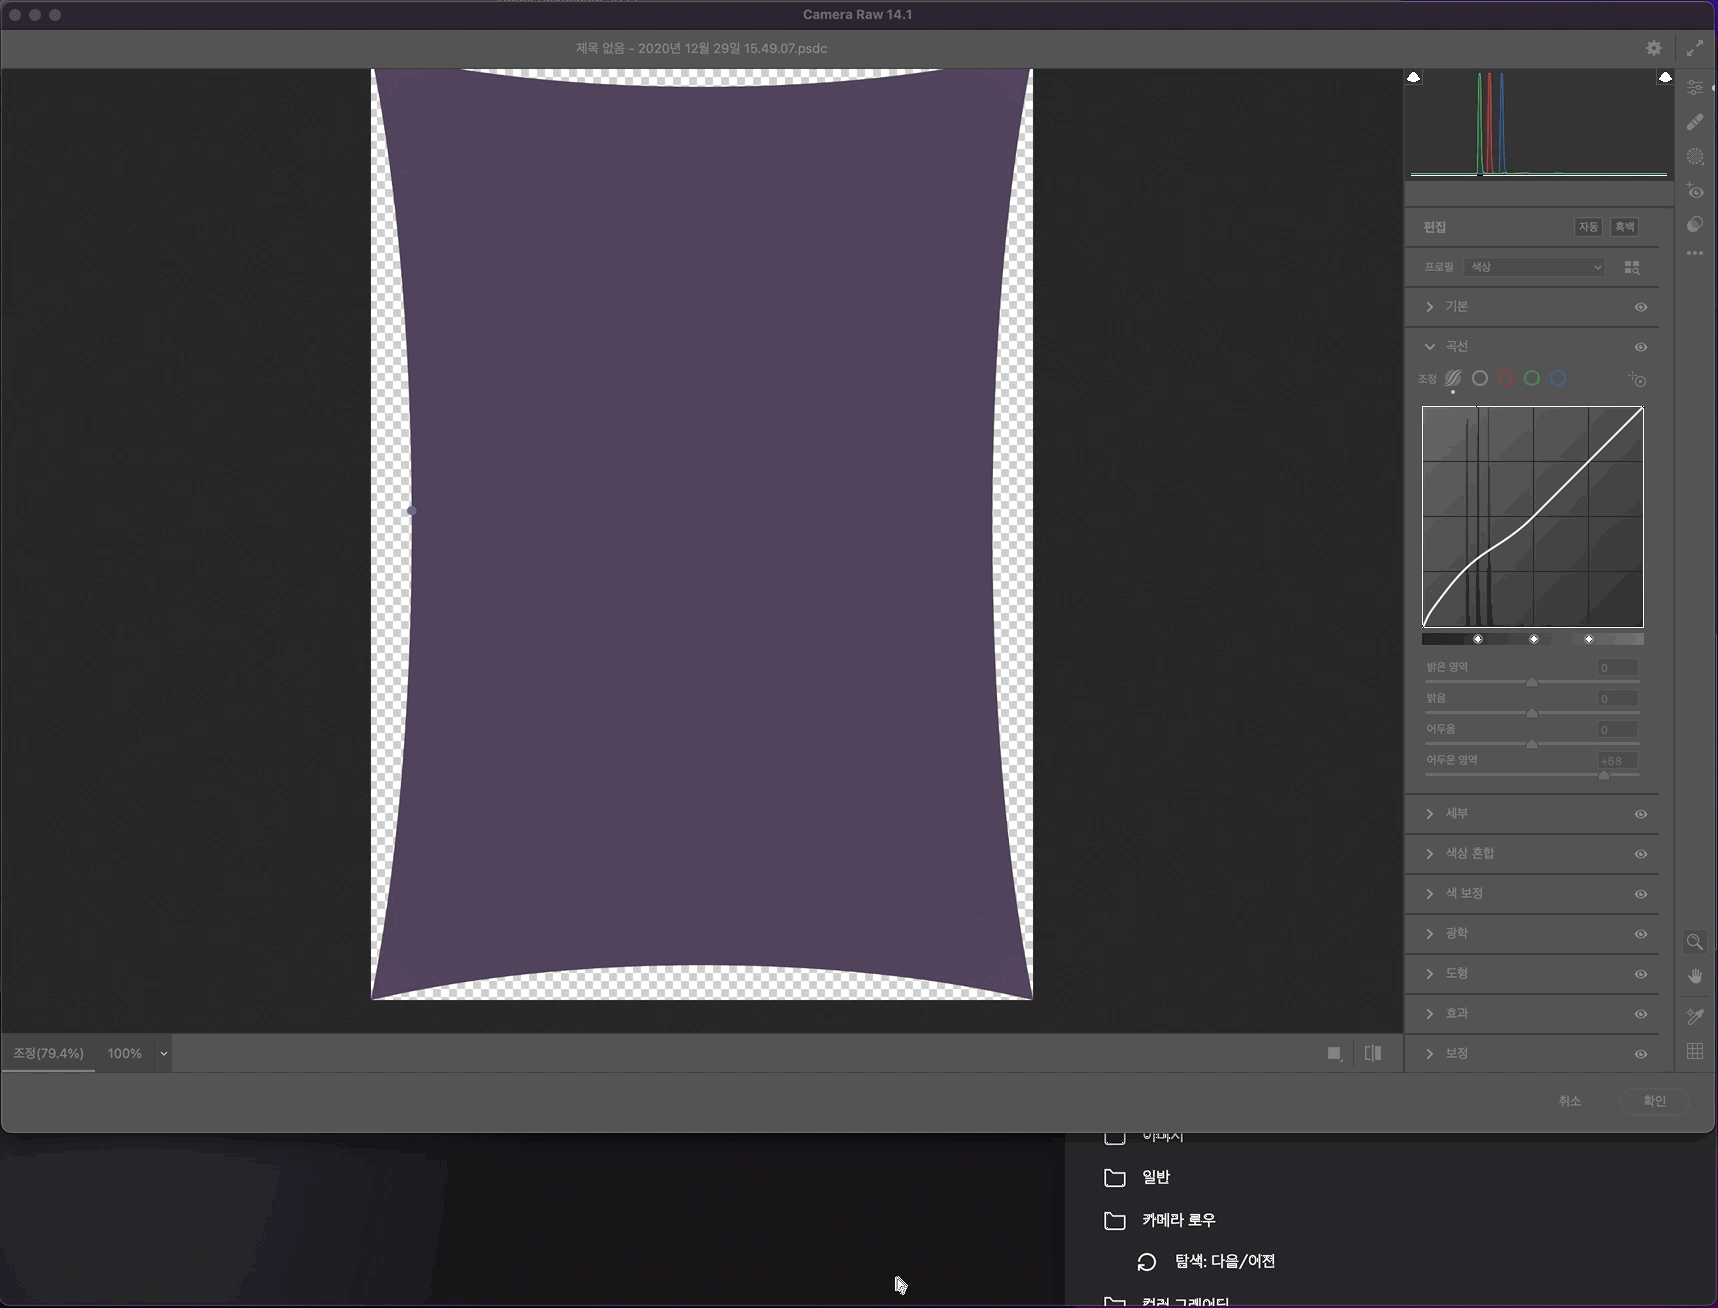 Camera Raw 14.1
제목 없음 - 2020년 12월 29일 15.49.07.psdc
편집
자동
흑백
프로필
색상
기본
곡선
조정
밝은 영역
0
밝음
0
어두움
0
어두운 영역
+68
세부
색상 혼합
색 보정
광학
도형
효과
보정
조정(79.4%)
100%
취소
확인
일반
카메라 로우
탐색: 다음/이전